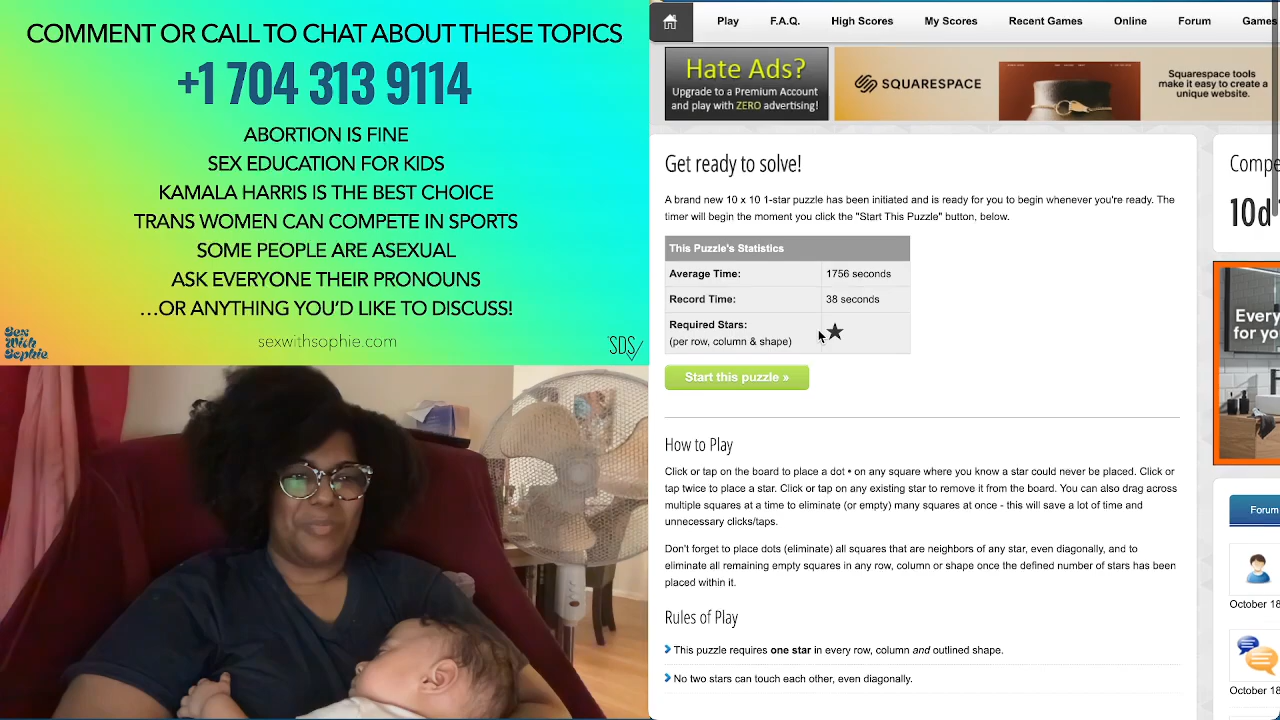 COMMENT OR CALL TO CHAT ABOUT THESE TOPICS
+1 704 313 9114
ABORTION IS FINE
SEX EDUCATION FOR KIDS
KAMALA HARRIS IS THE BEST CHOICE
TRANS WOMEN CAN COMPETE IN SPORTS
SOME PEOPLE ARE ASEXUAL
ASK EVERYONE THEIR PRONOUNS
…OR ANYTHING YOU'D LIKE TO DISCUSS!
Sex
With
Sophie
sexwithsophie.com
SDS
Play F.A.Q. High Scores My Scores Recent Games Online Forum Games
Hate Ads?
Upgrade to a Premium Account
and play with ZERO advertising!
SQUARESPACE
Squarespace tools
make it easy to create a
unique website.
Get ready to solve!
A brand new 10 x 10 1-star puzzle has been initiated and is ready for you to begin whenever you're ready. The
timer will begin the moment you click the "Start This Puzzle" button, below.
This Puzzle's Statistics
Average Time: 1756 seconds
Record Time: 38 seconds
Required Stars:
(per row, column & shape)
Start this puzzle »
How to Play
Click or tap on the board to place a dot • on any square where you know a star could never be placed. Click or
tap twice to place a star. Click or tap on any existing star to remove it from the board. You can also drag across
multiple squares at a time to eliminate (or empty) many squares at once - this will save a lot of time and
unnecessary clicks/taps.
Don't forget to place dots (eliminate) all squares that are neighbors of any star, even diagonally, and to
eliminate all remaining empty squares in any row, column or shape once the defined number of stars has been
placed within it.
Rules of Play
This puzzle requires one star in every row, column and outlined shape.
No two stars can touch each other, even diagonally.
Compe
10d
Every
for yo
Forum
October 18
October 18